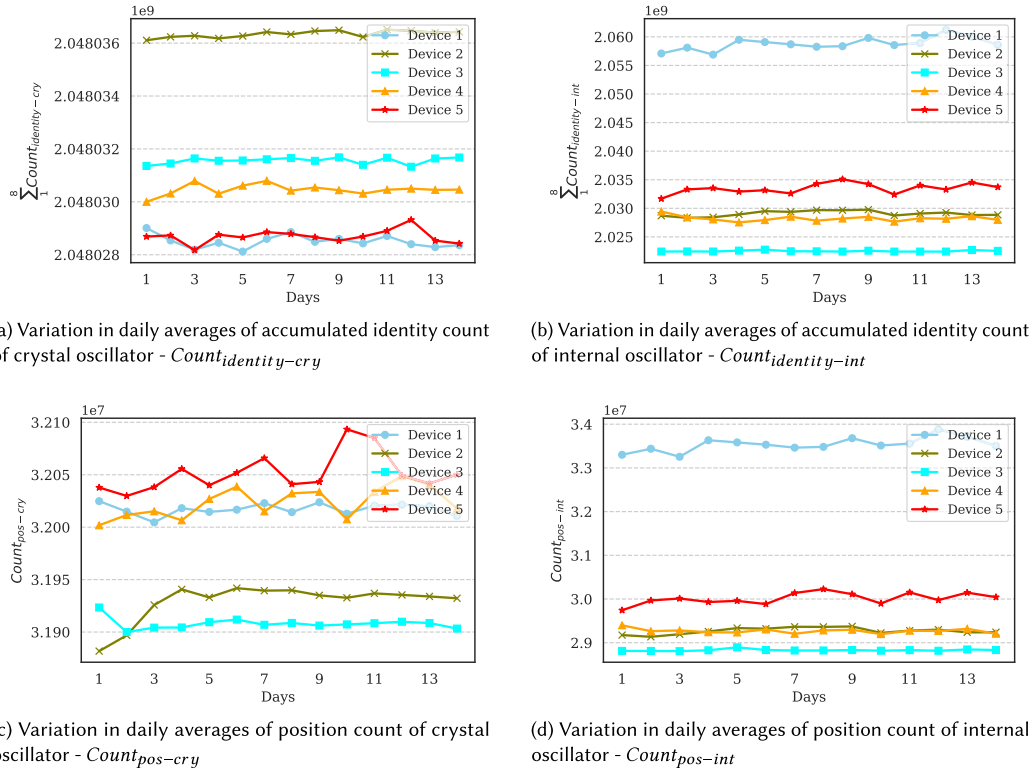 1e9
2.048036
2.048034
2.048032
2.048030
2.048028
∑₁⁸Count_identity−cry
1 3 5 7 9 11 13
Days
Device 1
Device 2
Device 3
Device 4
Device 5
a) Variation in daily averages of accumulated identity count
of crystal oscillator - Count_identity−cry
1e9
2.060
2.055
2.050
2.045
2.040
2.035
2.030
2.025
∑₁⁸Count_identity−int
1 3 5 7 9 11 13
Days
Device 1
Device 2
Device 3
Device 4
Device 5
(b) Variation in daily averages of accumulated identity count
of internal oscillator - Count_identity−int
1e7
3.210
3.205
3.200
3.195
3.190
Count_pos−cry
1 3 5 7 9 11 13
Days
Device 1
Device 2
Device 3
Device 4
Device 5
c) Variation in daily averages of position count of crystal
oscillator - Count_pos−cry
1e7
3.4
3.3
3.2
3.1
3.0
2.9
Count_pos−int
1 3 5 7 9 11 13
Days
Device 1
Device 2
Device 3
Device 4
Device 5
(d) Variation in daily averages of position count of internal
oscillator - Count_pos−int